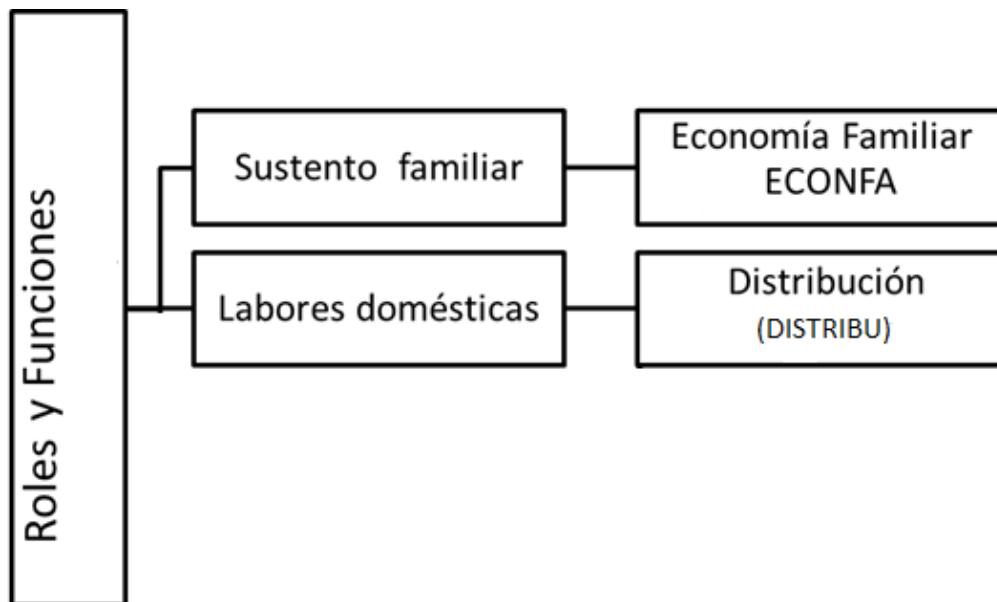 Roles y Funciones
Sustento familiar
Economía Familiar
ECONFA
Labores domésticas
Distribución
(DISTRIBU)